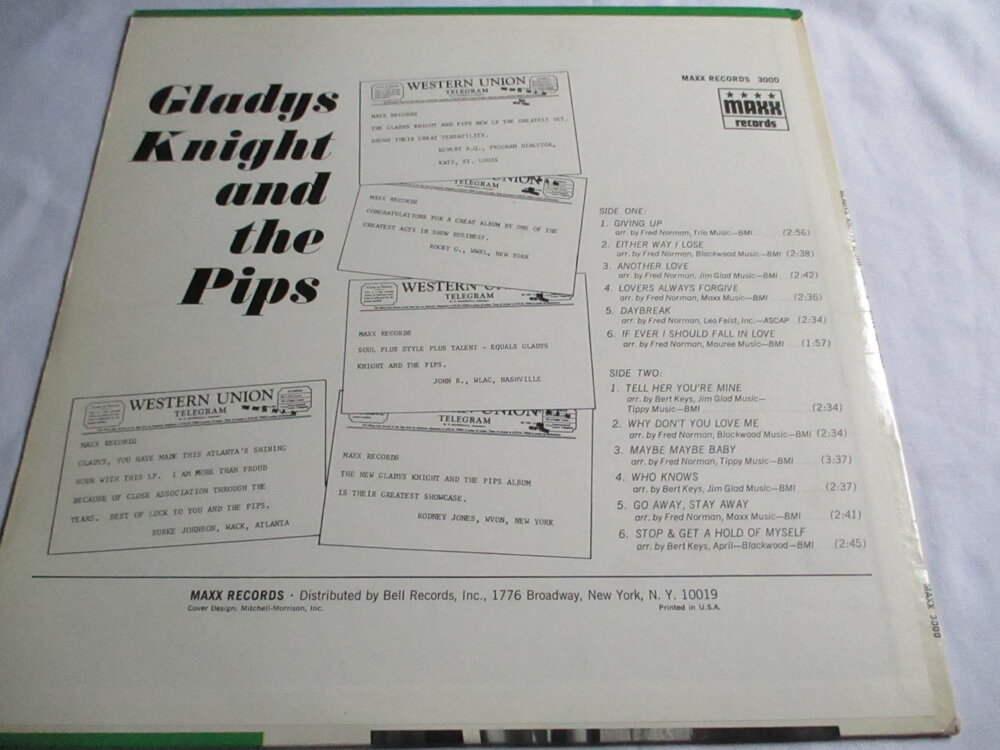 Gladys
Knight
and
the
Pips
WESTERN UNION
TELEGRAM
MAXX RECORDS
THE GLADYS KNIGHT AND PIPS NEW LP THE GREATEST YET.
SHOWS THEIR GREAT VERSATILITY.
ROBERT B.Q., PROGRAM DIRECTOR,
KATZ, ST. LOUIS
UNION
TELEGRAM
MAXX RECORDS
CONGRATULATIONS FOR A GREAT ALBUM BY ONE OF THE
GREATEST ACTS IN SHOW BUSINESS.
ROCKY G., WWRL, NEW YORK
WESTERN U
TELEGRAM
MAXX RECORDS
SOUL PLUS STYLE PLUS TALENT - EQUALS GLADYS
KNIGHT AND THE PIPS.
JOHN R., WLAC, NASHVILLE
WESTERN UNION
TELEGRAM
MAXX RECORDS
GLADYS, YOU HAVE MADE THIS ATLANTA'S SHINING
HOUR WITH THIS LP. I AM MORE THAN PROUD
BECAUSE OF CLOSE ASSOCIATION THROUGH THE
YEARS. BEST OF LUCK TO YOU AND THE PIPS.
BURKE JOHNSON, WACK, ATLANTA
UNION
TELEGRAM
MAXX RECORDS
THE NEW GLADYS KNIGHT AND THE PIPS ALBUM
IS THEIR GREATEST SHOWCASE.
RODNEY JONES, WVON, NEW YORK
MAXX RECORDS 3000
maxx
records
SIDE ONE:
1. GIVING UP
arr. by Fred Norman, Trio Music—BMI (2:56)
2. EITHER WAY I LOSE
arr. by Fred Norman, Blackwood Music—BMI (2:38)
3. ANOTHER LOVE
arr. by Fred Norman, Jim Glad Music—BMI (2:42)
4. LOVERS ALWAYS FORGIVE
arr. by Fred Norman, Maxx Music—BMI (2:36)
5. DAYBREAK
arr. by Fred Norman, Leo Feist, Inc.—ASCAP (2:34)
6. IF EVER I SHOULD FALL IN LOVE
arr. by Fred Norman, Mauree Music—BMI (1:57)
SIDE TWO:
1. TELL HER YOU'RE MINE
arr. by Bert Keys, Jim Glad Music—
Tippy Music—BMI (2:34)
2. WHY DON'T YOU LOVE ME
arr. by Fred Norman, Blackwood Music—BMI (2:34)
3. MAYBE MAYBE BABY
arr. by Fred Norman, Tippy Music—BMI (3:37)
4. WHO KNOWS
arr. by Bert Keys, Jim Glad Music—BMI (2:37)
5. GO AWAY, STAY AWAY
arr. by Fred Norman, Maxx Music—BMI (2:41)
6. STOP & GET A HOLD OF MYSELF
arr. by Bert Keys, April—Blackwood—BMI (2:45)
MAXX RECORDS · Distributed by Bell Records, Inc., 1776 Broadway, New York, N. Y. 10019
Cover Design: Mitchell-Morrison, Inc. Printed in U.S.A.
MAXX 3000